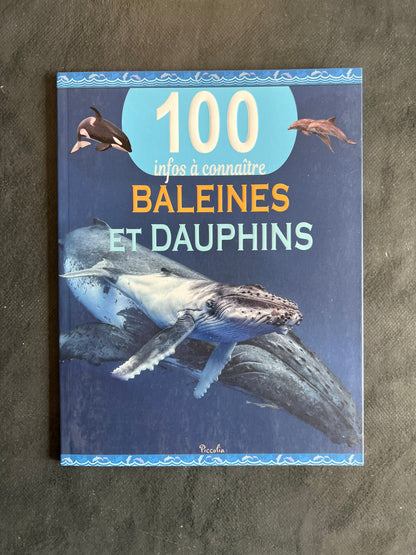 100
infos à connaître
BALEINES
ET DAUPHINS
Piccolia